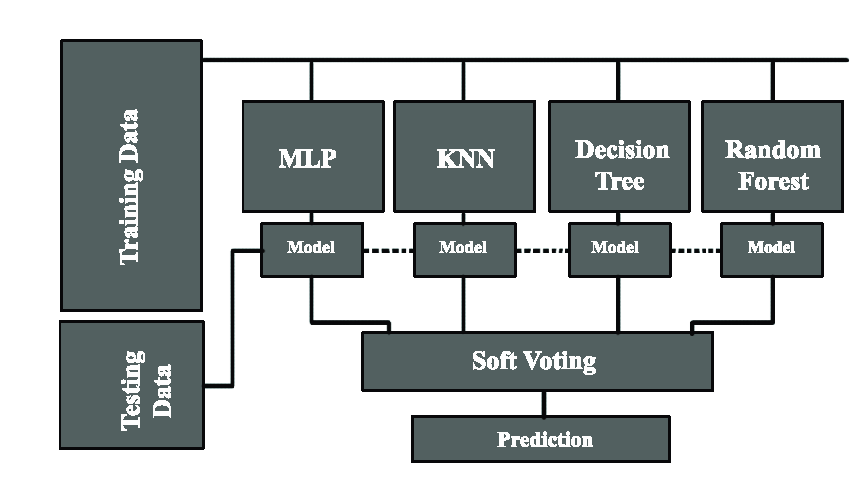 Training Data
MLP
KNN
Decision
Tree
Random
Forest
Model
Model
Model
Model
Testing
Data
Soft Voting
Prediction